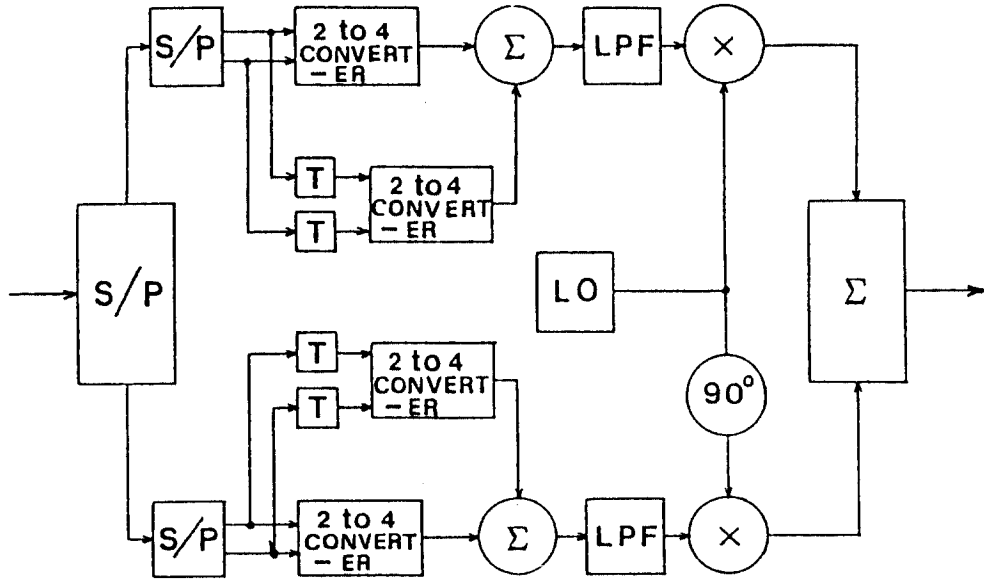 S/P
2 to 4
CONVERT
- ER
Σ
LPF
×
T
2 to 4
CONVERT
- ER
T
S/P
LO
Σ
T
2 to 4
CONVERT
- ER
T
90°
S/P
2 to 4
CONVERT
- ER
Σ
LPF
×